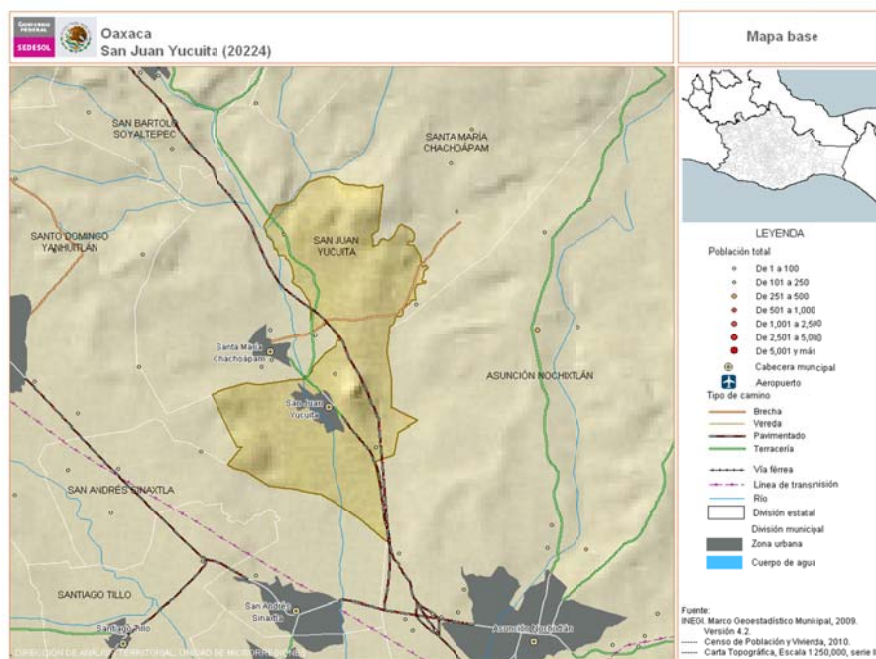 GOBIERNO
FEDERAL
SEDESOL
Oaxaca
San Juan Yucuita (20224)
Mapa base
SAN BARTOLO
SOYALTEPEC
SANTA MARÍA
CHACHOÁPAM
SANTO DOMINGO
YANHUITLÁN
SAN JUAN
YUCUITA
Santa María
Chachoápam
ASUNCIÓN NOCHIXTLÁN
San Juan
Yucuita
SAN ANDRÉS SINAXTLA
SANTIAGO TILLO
San Andrés
Sinaxtla
Santiago Tillo
Asunción Nochixtlán
DIRECCIÓN DE ANÁLISIS TERRITORIAL, UNIDAD DE MICRORREGIONES
LEYENDA
Población total
De 1 a 100
De 101 a 250
De 251 a 500
De 501 a 1,000
De 1,001 a 2,500
De 2,501 a 5,000
De 5,001 y más
Cabecera municipal
Aeropuerto
Tipo de camino
Brecha
Vereda
Pavimentado
Terracería
Vía férrea
Línea de transmisión
Río
División estatal
División municipal
Zona urbana
Cuerpo de agua
Fuente:
INEGI. Marco Geoestadístico Municipal, 2009.
Versión 4.2.
Censo de Población y Vivienda, 2010.
Carta Topográfica, Escala 1:250,000, serie II